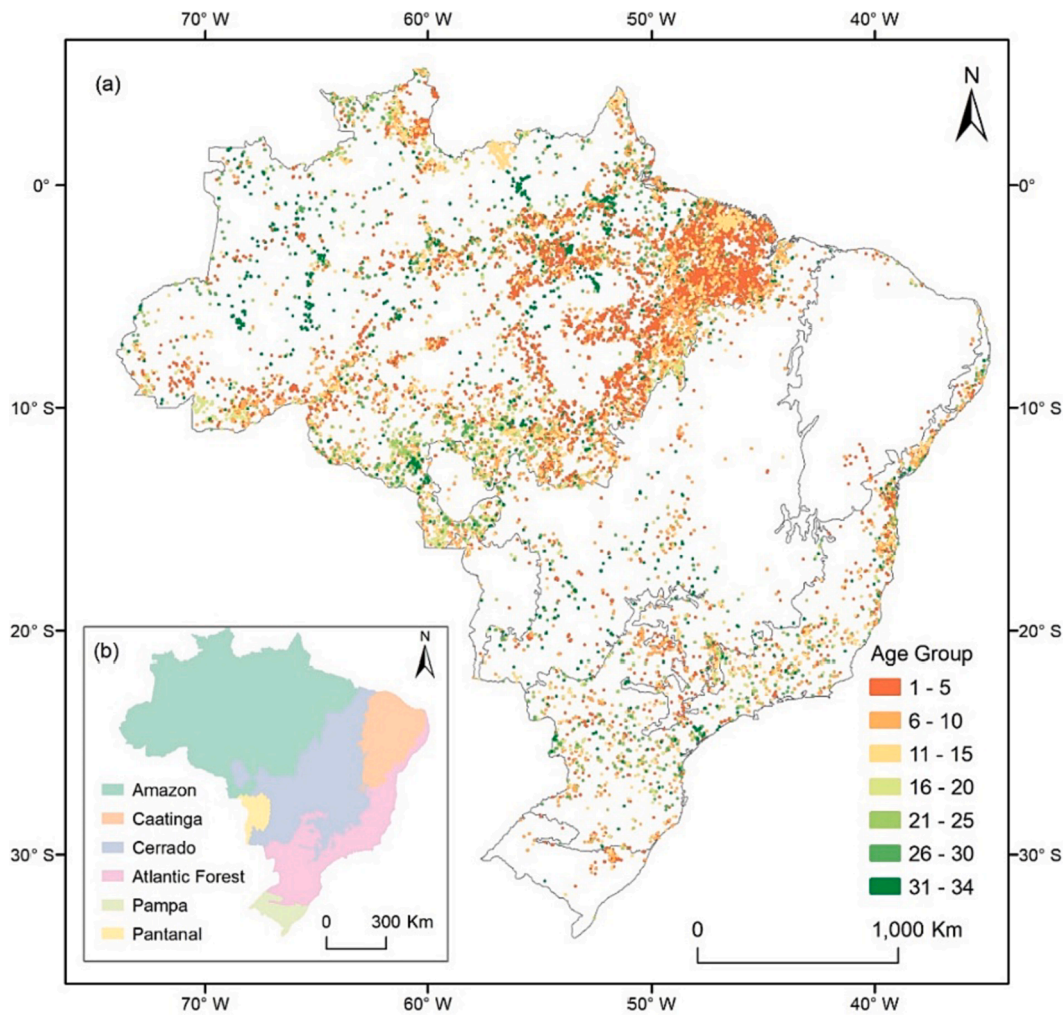 70° W 60° W 50° W 40° W
(a)
N
0° 0°
10° S 10° S
20° S 20° S
30° S 30° S
Age Group
1 - 5
6 - 10
11 - 15
16 - 20
21 - 25
26 - 30
31 - 34
0 1,000 Km
(b)
N
Amazon
Caatinga
Cerrado
Atlantic Forest
Pampa
Pantanal
0 300 Km
70° W 60° W 50° W 40° W